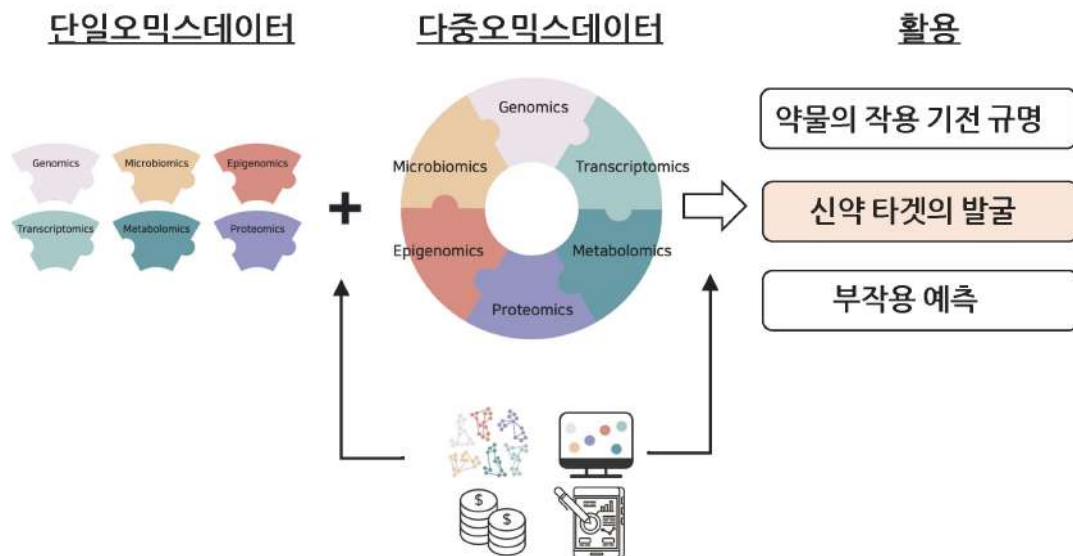 단일오믹스데이터
다중오믹스데이터
활용
Genomics
Microbiomics
Epigenomics
Transcriptomics
Metabolomics
Proteomics
+
Genomics
Microbiomics
Transcriptomics
Epigenomics
Metabolomics
Proteomics
약물의 작용 기전 규명
신약 타겟의 발굴
부작용 예측
$
$